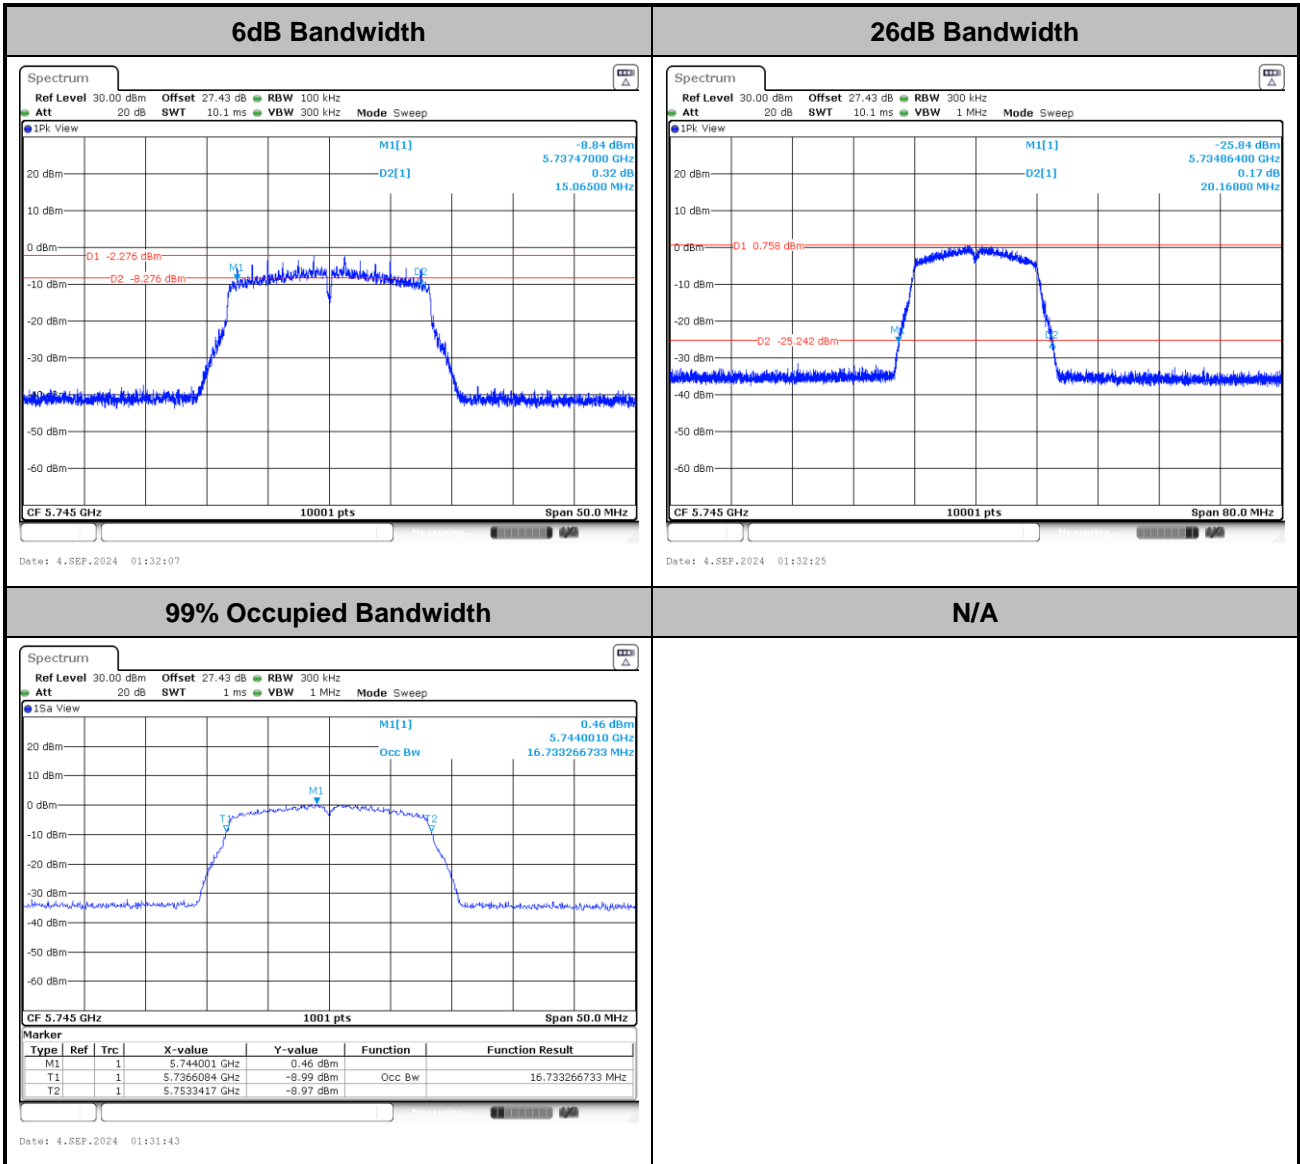 6dB Bandwidth
26dB Bandwidth
Spectrum
Ref Level 30.00 dBm Offset 27.43 dB RBW 100 kHz
Att 20 dB SWT 10.1 ms VBW 300 kHz Mode Sweep
1Pk View
M1[1] -8.84 dBm
5.73747000 GHz
D2[1] 0.32 dB
15.06500 MHz
20 dBm
10 dBm
0 dBm
D1 -2.276 dBm
M1
D2
D2 -8.276 dBm
-10 dBm
-20 dBm
-30 dBm
-50 dBm
-60 dBm
CF 5.745 GHz 10001 pts Span 50.0 MHz
Date: 4.SEP.2024 01:32:07
Spectrum
Ref Level 30.00 dBm Offset 27.43 dB RBW 300 kHz
Att 20 dB SWT 10.1 ms VBW 1 MHz Mode Sweep
1Pk View
M1[1] -25.84 dBm
5.73486400 GHz
D2[1] 0.17 dB
20.16800 MHz
20 dBm
10 dBm
0 dBm
D1 0.758 dBm
-10 dBm
-20 dBm
M1
D2
D2 -25.242 dBm
-30 dBm
-40 dBm
-50 dBm
-60 dBm
CF 5.745 GHz 10001 pts Span 80.0 MHz
Date: 4.SEP.2024 01:32:25
99% Occupied Bandwidth
N/A
Spectrum
Ref Level 30.00 dBm Offset 27.43 dB RBW 300 kHz
Att 20 dB SWT 1 ms VBW 1 MHz Mode Sweep
1Sa View
M1[1] 0.46 dBm
5.7440010 GHz
Occ Bw 16.733266733 MHz
20 dBm
10 dBm
M1
0 dBm
T1
T2
-10 dBm
-20 dBm
-30 dBm
-40 dBm
-50 dBm
-60 dBm
CF 5.745 GHz 1001 pts Span 50.0 MHz
Marker
Type Ref Trc X-value Y-value Function Function Result
M1 1 5.744001 GHz 0.46 dBm
T1 1 5.7366084 GHz -8.99 dBm Occ Bw 16.733266733 MHz
T2 1 5.7533417 GHz -8.97 dBm
Date: 4.SEP.2024 01:31:43